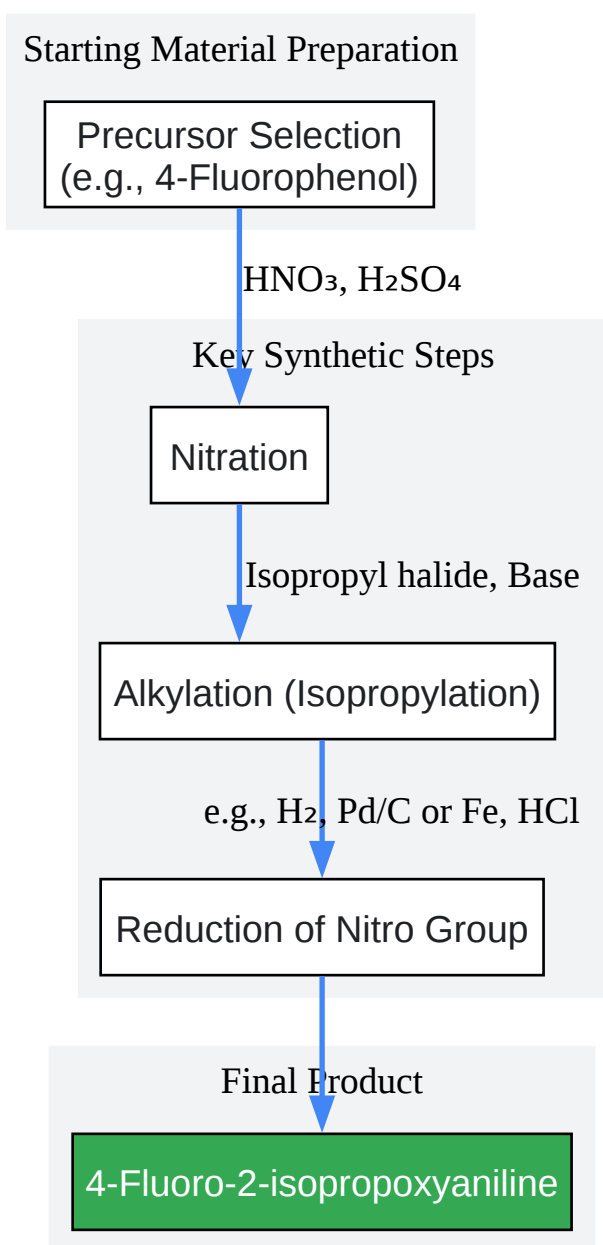 Starting Material Preparation
Precursor Selection
(e.g., 4-Fluorophenol)
HNO₃, H₂SO₄
Key Synthetic Steps
Nitration
Isopropyl halide, Base
Alkylation (Isopropylation)
e.g., H₂, Pd/C or Fe, HCl
Reduction of Nitro Group
Final Product
4-Fluoro-2-isopropoxyaniline